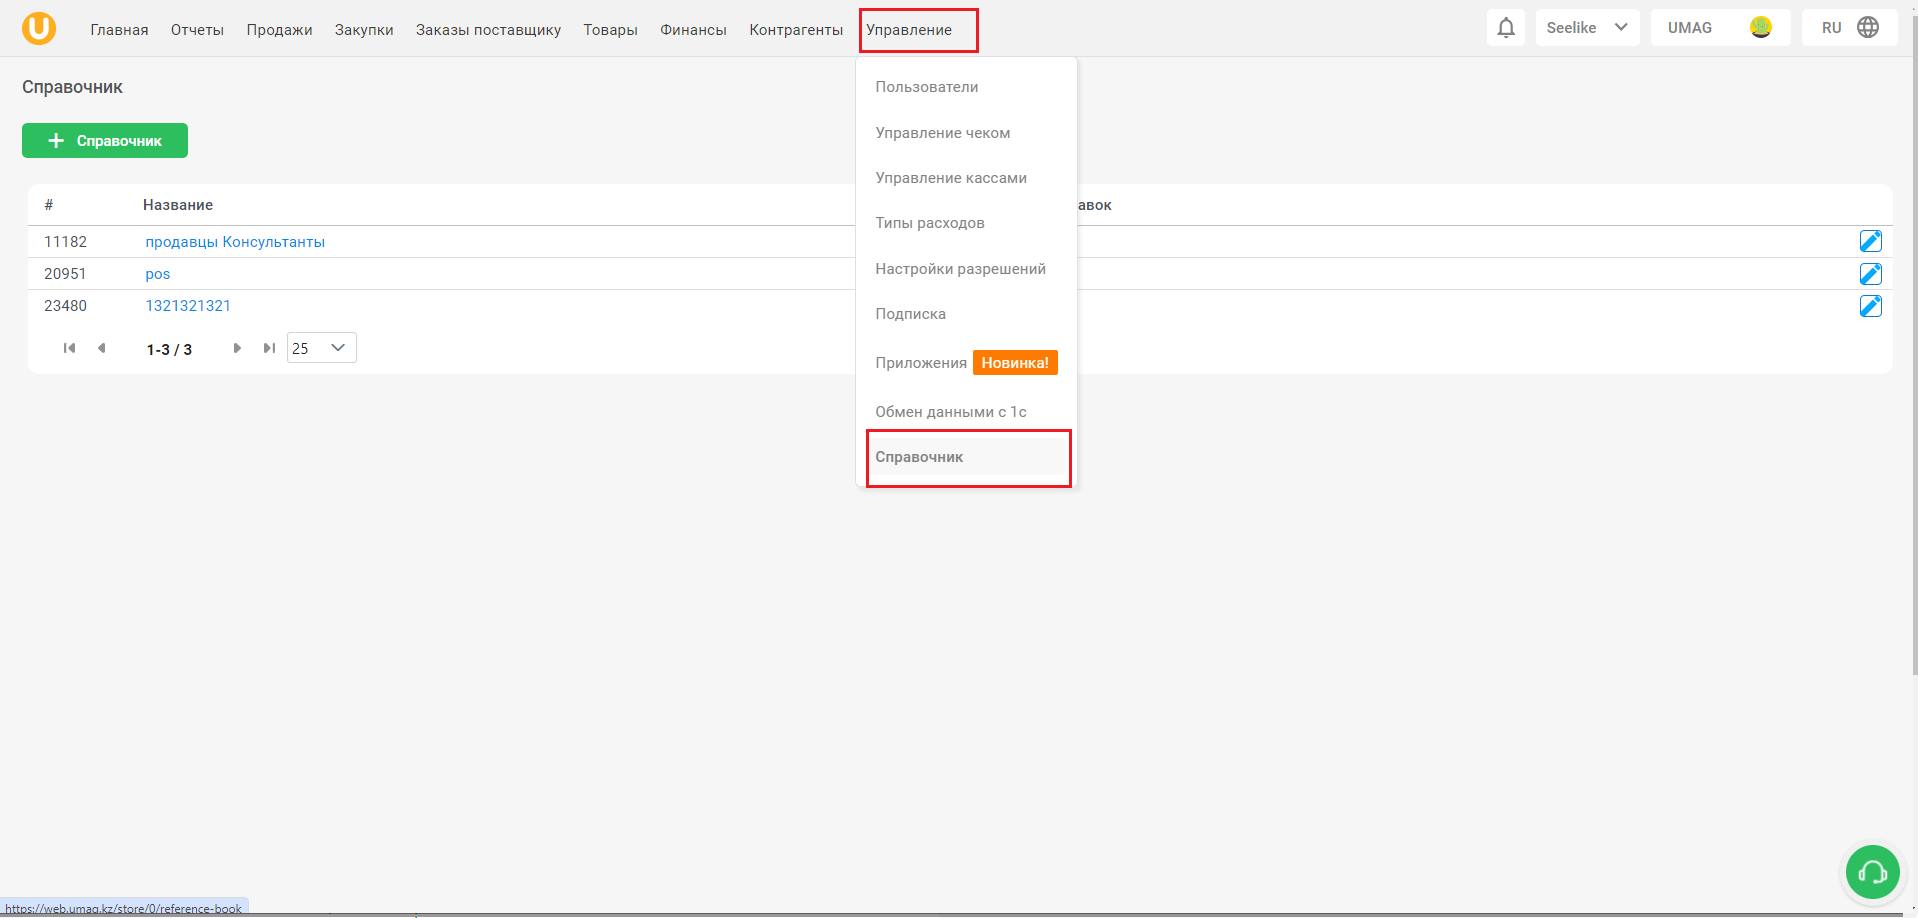 U
Главная Отчеты Продажи Закупки Заказы поставщику Товары Финансы Контрагенты Управление
Seelike UMAG RU
Справочник
+ Справочник
Пользователи
Управление чеком
Управление кассами
Типы расходов
Настройки разрешений
Подписка
Приложения Новинка!
Обмен данными с 1с
Справочник
# Название авок
11182 продавцы Консультанты
20951 pos
23480 1321321321
1-3 / 3 25
https://web.umag.kz/store/0/reference-book